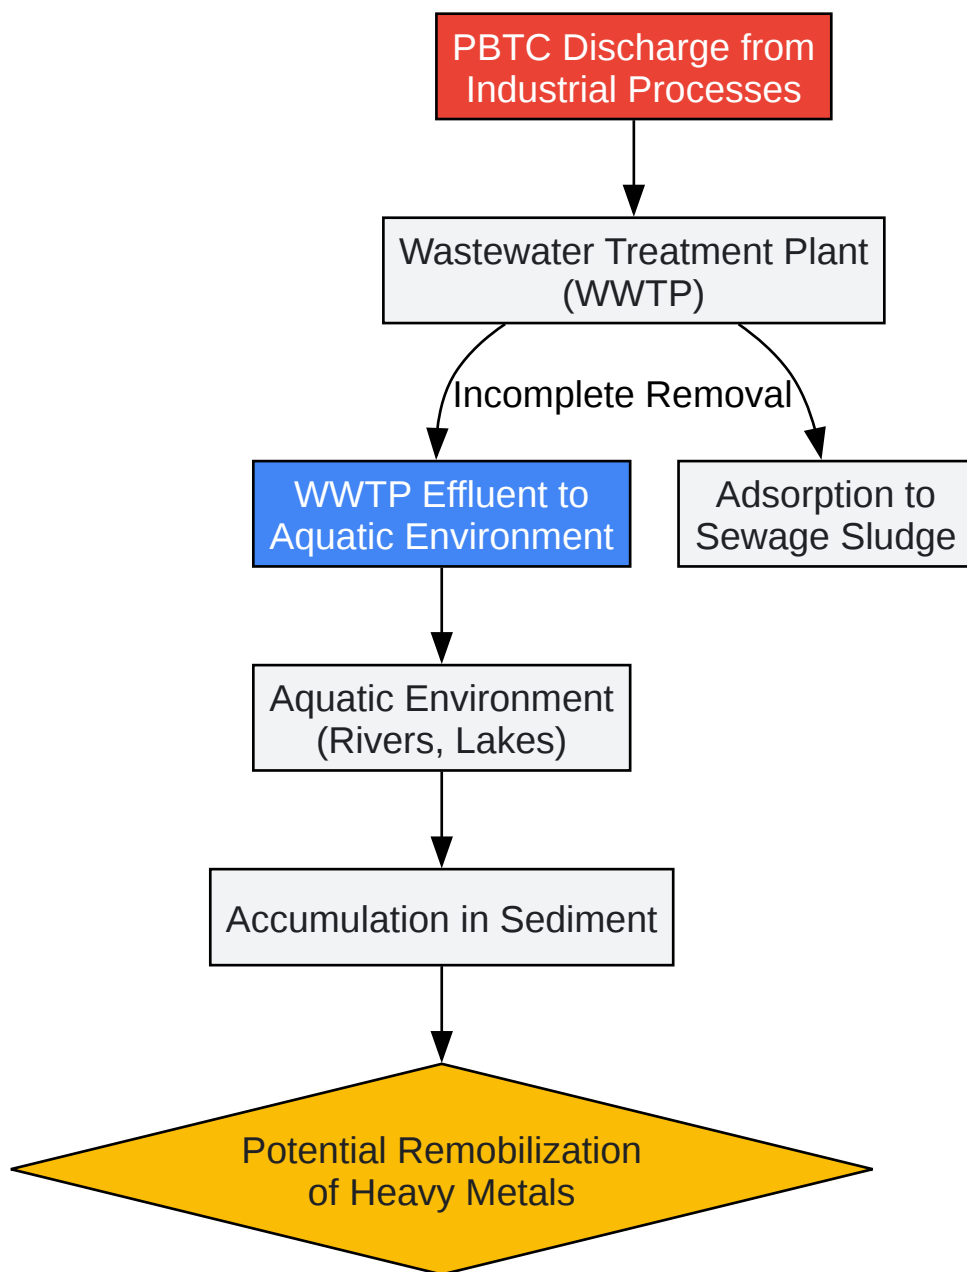 PBTC Discharge from
Industrial Processes
Wastewater Treatment Plant
(WWTP)
Incomplete Removal
WWTP Effluent to
Aquatic Environment
Adsorption to
Sewage Sludge
Aquatic Environment
(Rivers, Lakes)
Accumulation in Sediment
Potential Remobilization
of Heavy Metals